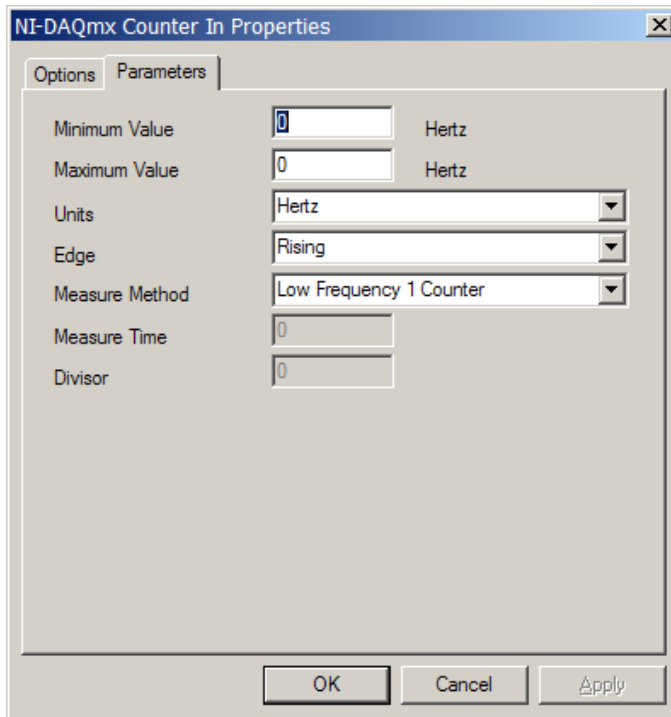 NI-DAQmx Counter In Properties
Options Parameters
Minimum Value 0 Hertz
Maximum Value 0 Hertz
Units Hertz
Edge Rising
Measure Method Low Frequency 1 Counter
Measure Time 0
Divisor 0
OK Cancel Apply